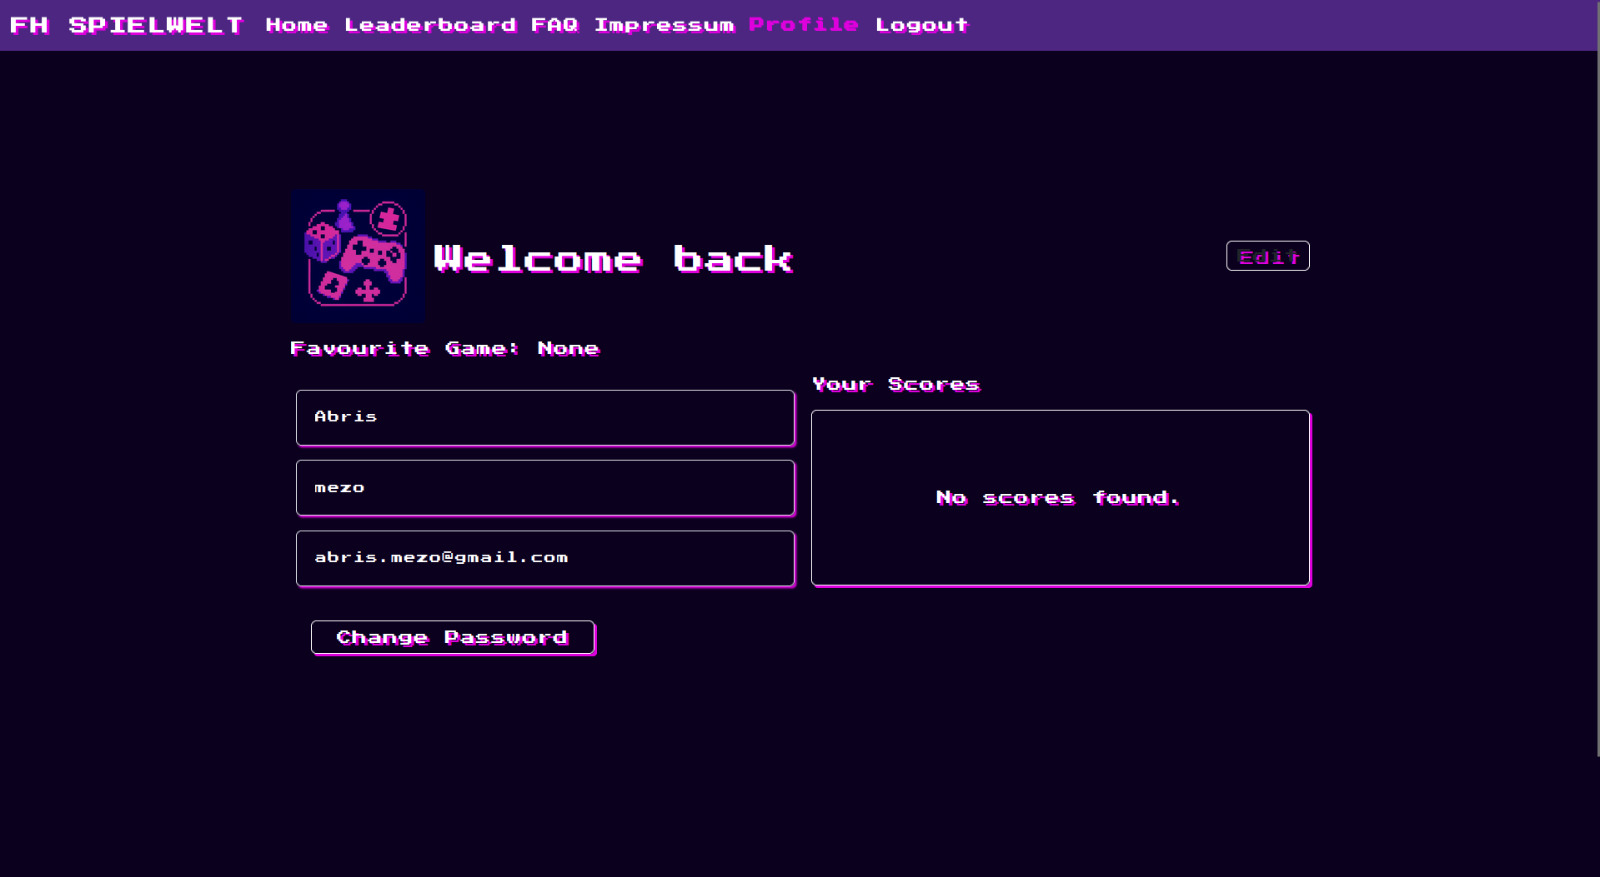 FH SPIELWELT Home Leaderboard FAQ Impressum Profile Logout
Welcome back
Edit
Favourite Game: None
Abris
mezo
abris.mezo@gmail.com
Change Password
Your Scores
No scores found.